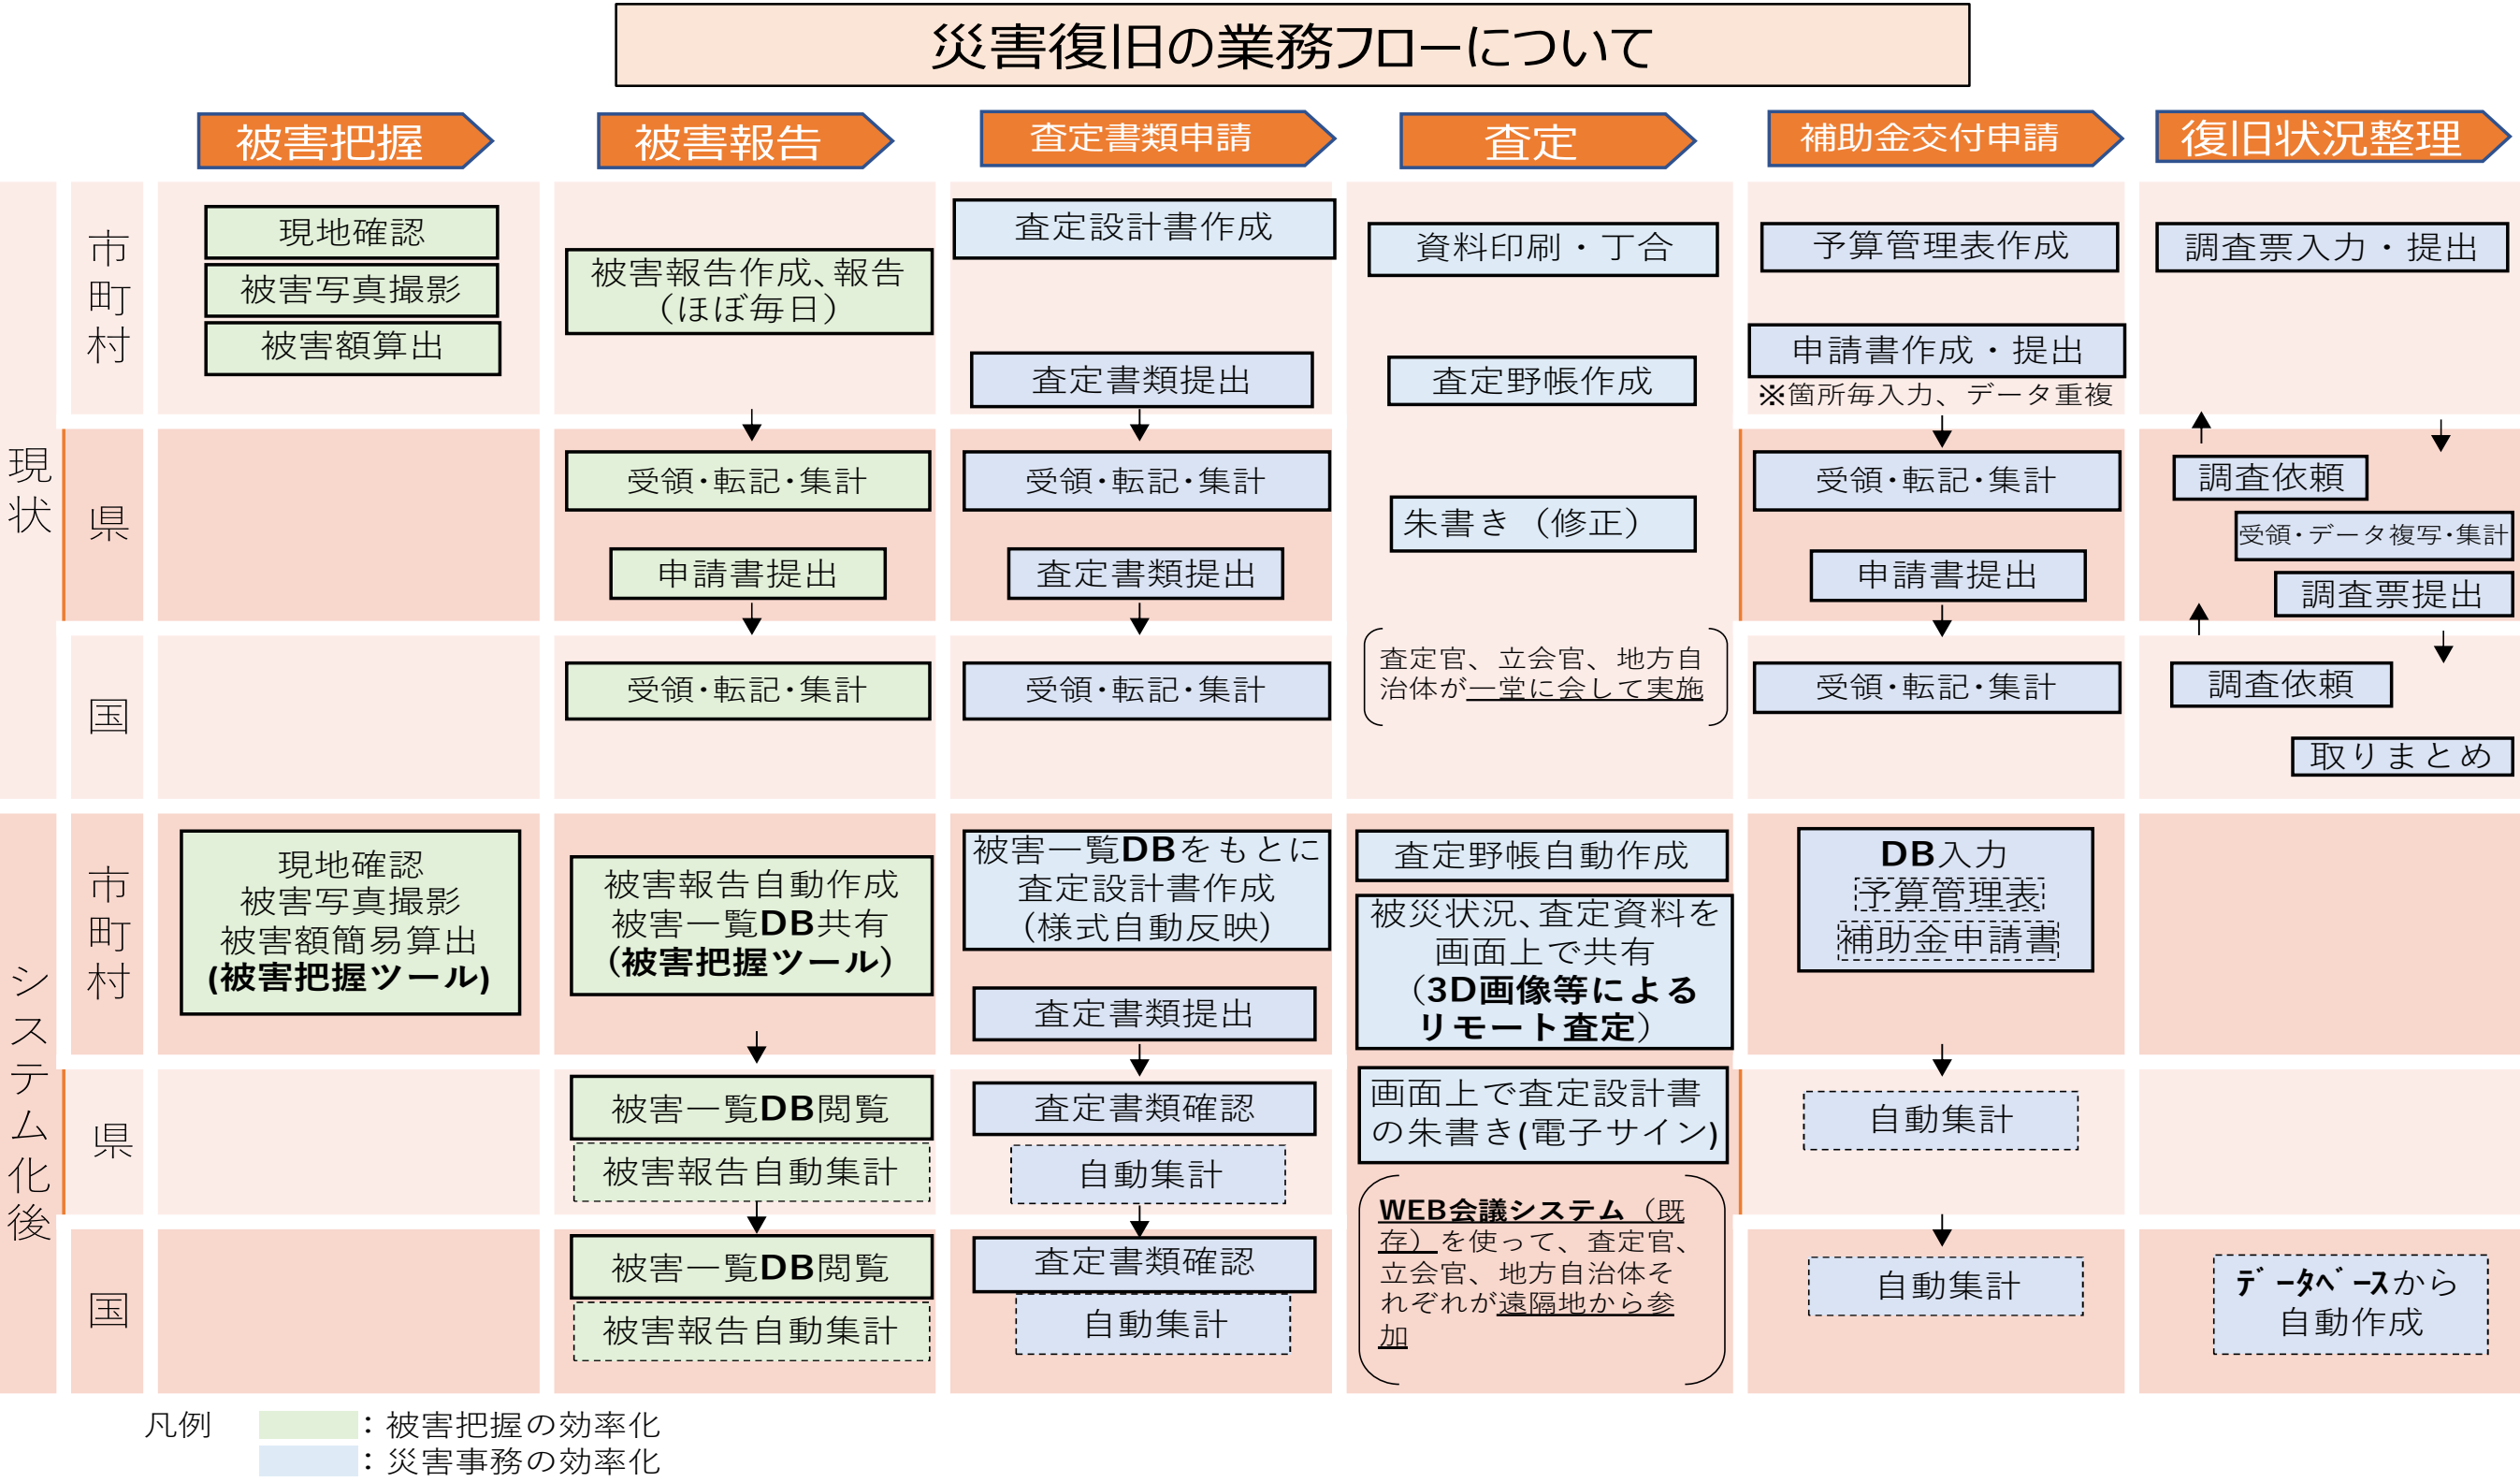 災害復旧の業務フローについて
被害把握
被害報告
査定書類申請
査定
補助金交付申請
復旧状況整理
現状
市町村
現地確認
被害写真撮影
被害額算出
被害報告作成、報告
（ほぼ毎日）
査定設計書作成
査定書類提出
資料印刷・丁合
査定野帳作成
予算管理表作成
申請書作成・提出
※箇所毎入力、データ重複
調査票入力・提出
県
受領・転記・集計
申請書提出
受領・転記・集計
査定書類提出
朱書き（修正）
受領・転記・集計
申請書提出
調査依頼
受領・データ複写・集計
調査票提出
国
受領・転記・集計
受領・転記・集計
査定官、立会官、地方自
治体が一堂に会して実施
受領・転記・集計
調査依頼
取りまとめ
システム化後
市町村
現地確認
被害写真撮影
被害額簡易算出
(被害把握ツール)
被害報告自動作成
被害一覧DB共有
（被害把握ツール）
被害一覧DBをもとに
査定設計書作成
（様式自動反映）
査定書類提出
査定野帳自動作成
被災状況、査定資料を
画面上で共有
（3D画像等による
リモート査定）
DB入力
予算管理表
補助金申請書
県
被害一覧DB閲覧
被害報告自動集計
査定書類確認
自動集計
画面上で査定設計書
の朱書き(電子サイン)
自動集計
国
被害一覧DB閲覧
被害報告自動集計
査定書類確認
自動集計
WEB会議システム（既
存）を使って、査定官、
立会官、地方自治体そ
れぞれが遠隔地から参
加
自動集計
ﾃﾞｰﾀﾍﾞｰｽから
自動作成
凡例
：被害把握の効率化
：災害事務の効率化